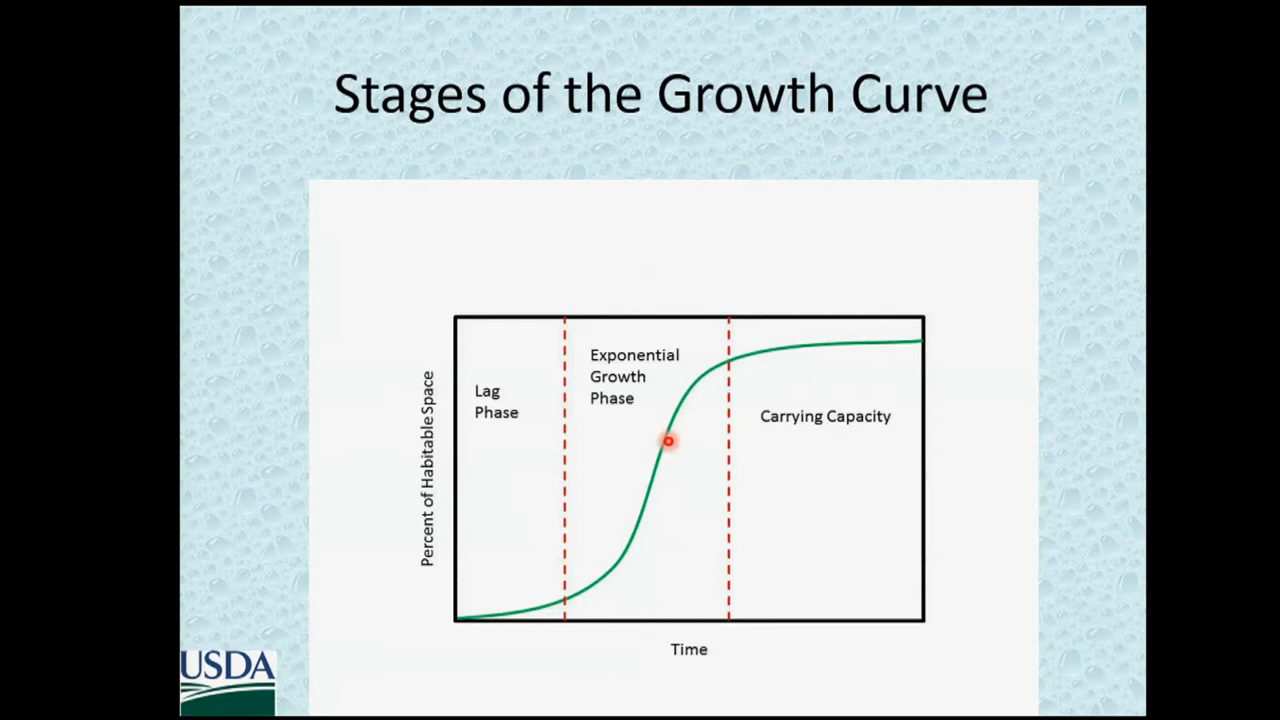 Stages of the Growth Curve
Exponential
Growth
Phase
Lag
Phase
Carrying Capacity
Percent of Habitable Space
Time
USDA